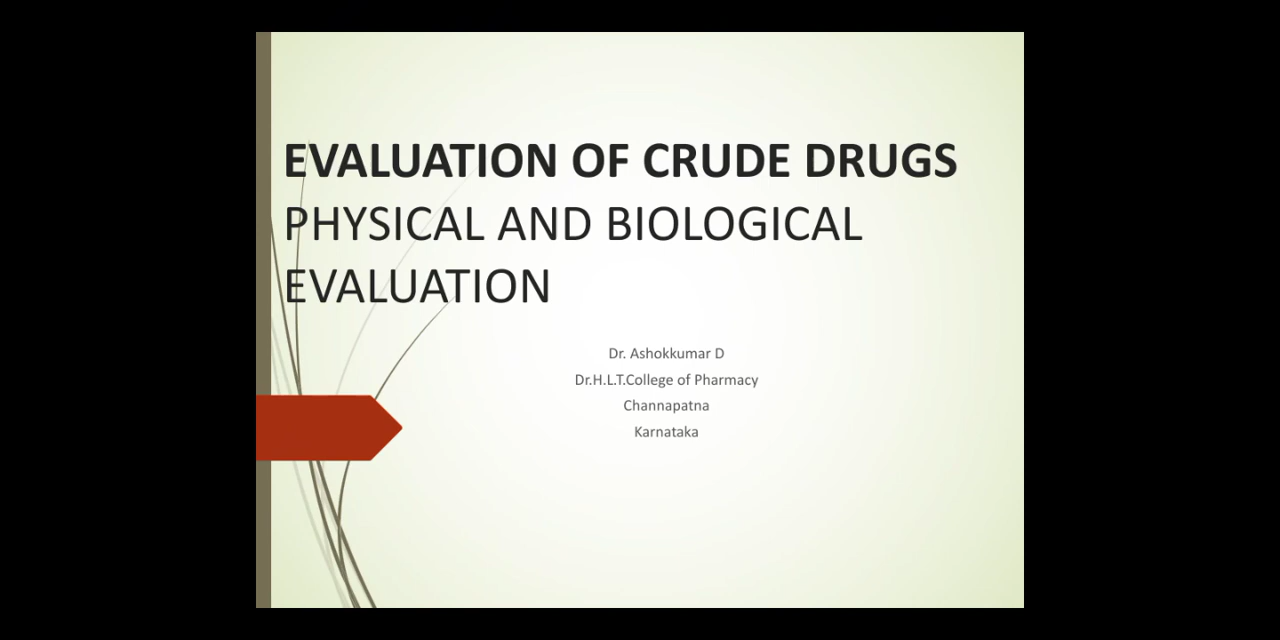 EVALUATION OF CRUDE DRUGS
PHYSICAL AND BIOLOGICAL
EVALUATION
Dr. Ashokkumar D
Dr.H.L.T.College of Pharmacy
Channapatna
Karnataka